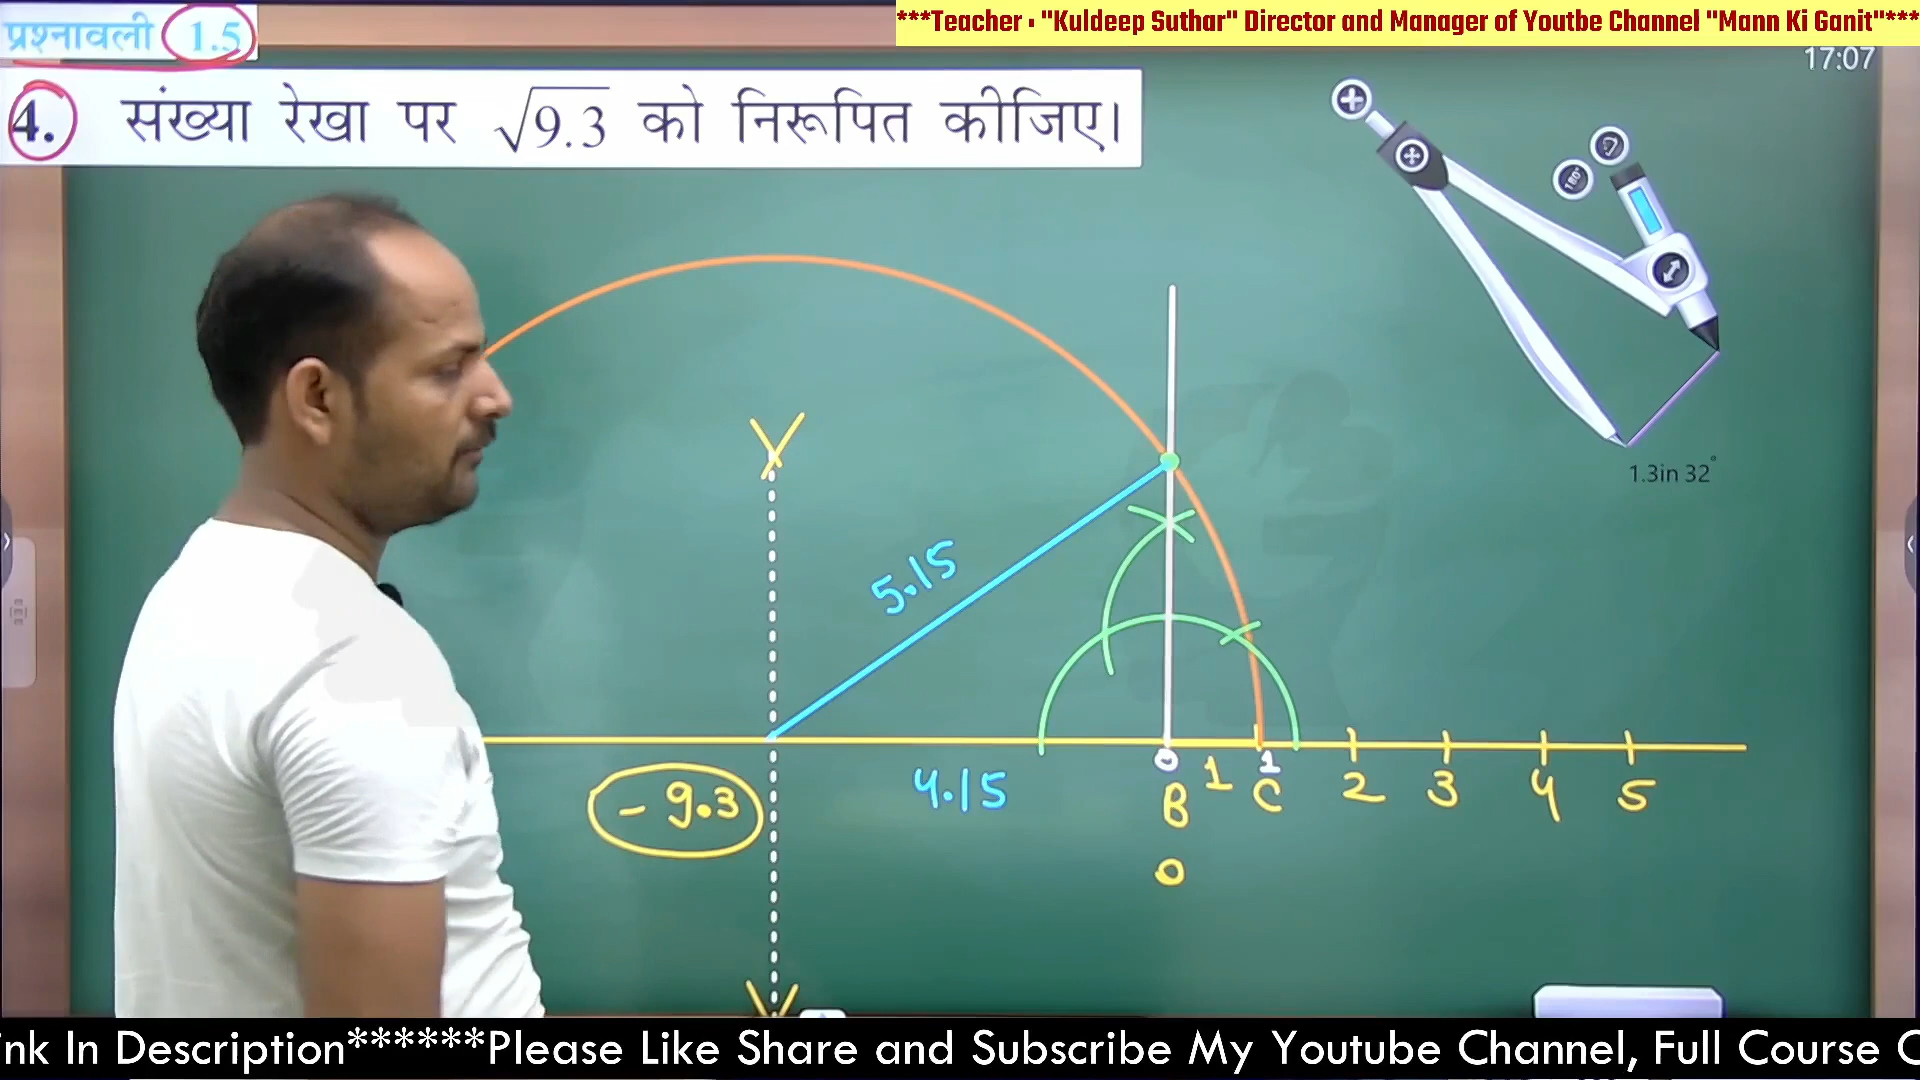 ***Teacher : "Kuldeep Suthar" Director and Manager of Youtbe Channel "Mann Ki Ganit"***
प्रश्नावली 1.5
17:07
4. संख्या रेखा पर √9.3 को निरूपित कीजिए।
180°
1.3in 32°
5.15
0 1
- 9.3 4.15 B 1 C 2 3 4 5
0
nk In Description******Please Like Share and Subscribe My Youtube Channel, Full Course